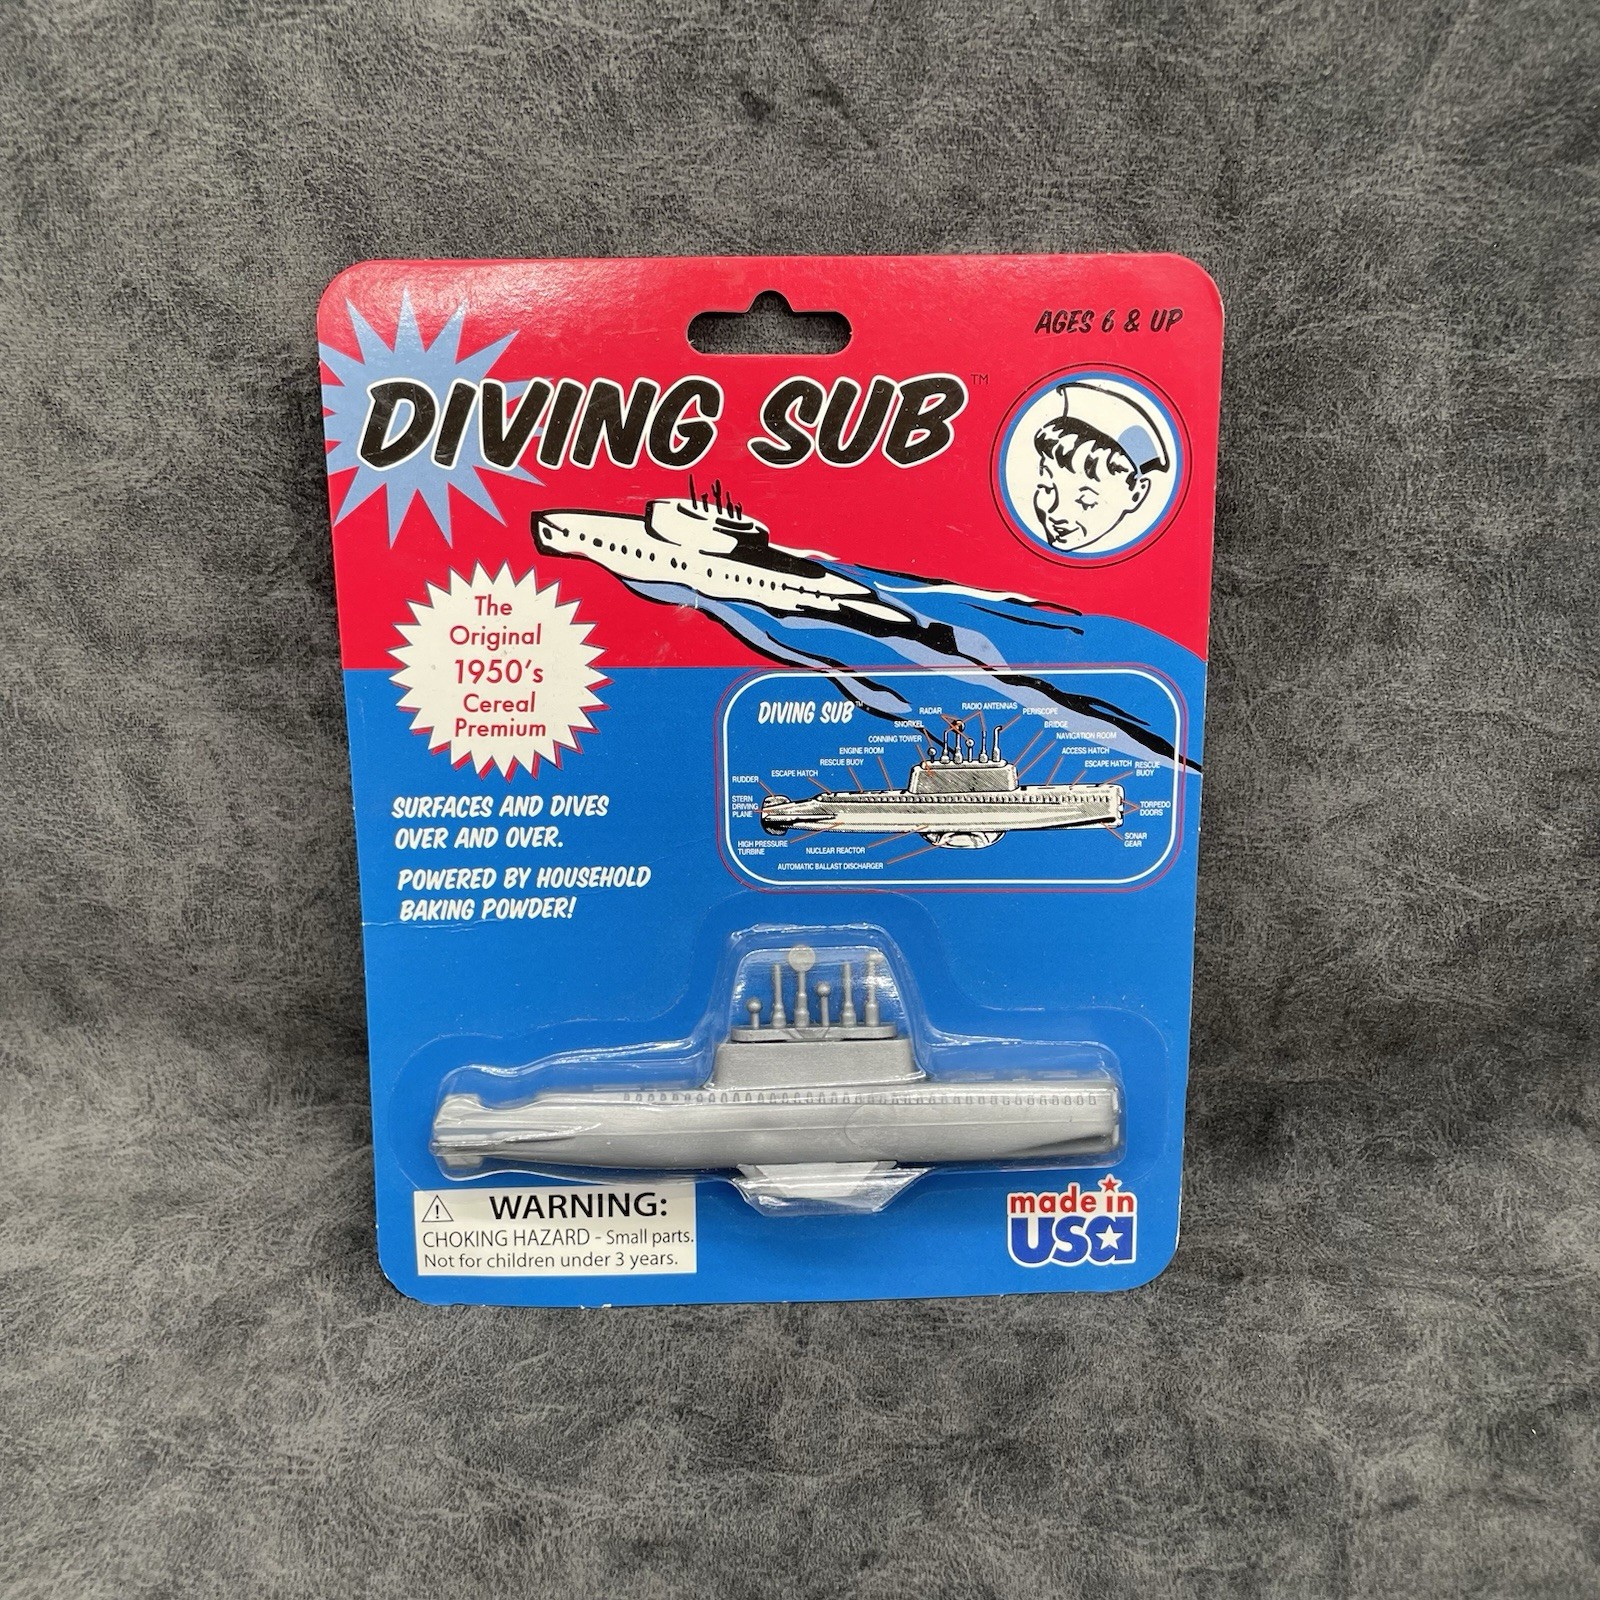 AGES 6 & UP
DIVING SUB™
The
Original
1950's
Cereal
Premium
SURFACES AND DIVES
OVER AND OVER.
POWERED BY HOUSEHOLD
BAKING POWDER!
DIVING SUB™
RADAR
RADIO ANTENNAS
PERISCOPE
SNORKEL
BRIDGE
CONNING TOWER
NAVIGATION ROOM
ENGINE ROOM
ACCESS HATCH
RESCUE BUOY
ESCAPE HATCH
RESCUE
BUOY
ESCAPE HATCH
RUDDER
STERN
DRIVING
PLANE
TORPEDO
DOORS
HIGH PRESSURE
TURBINE
NUCLEAR REACTOR
SONAR
GEAR
AUTOMATIC BALLAST DISCHARGER
WARNING:
CHOKING HAZARD - Small parts.
Not for children under 3 years.
made in
USA